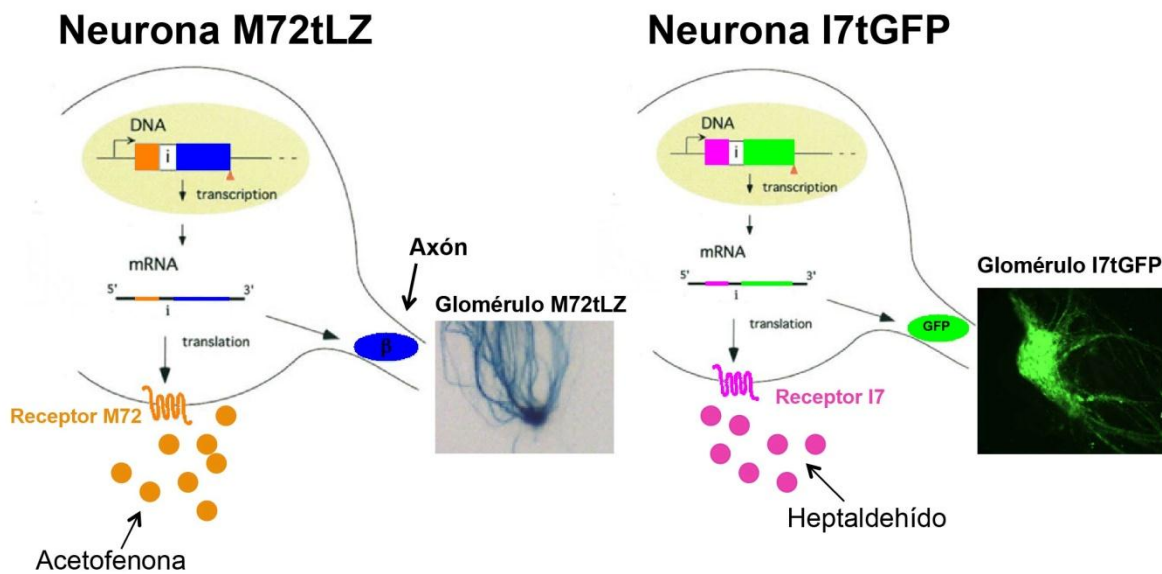 Neurona M72tLZ
DNA
i
transcription
mRNA
5'
3'
i
translation
β
Axón
Glomérulo M72tLZ
Receptor M72
Acetofenona
Neurona I7tGFP
DNA
i
transcription
mRNA
5'
3'
i
translation
GFP
Glomérulo I7tGFP
Receptor I7
Heptaldehído